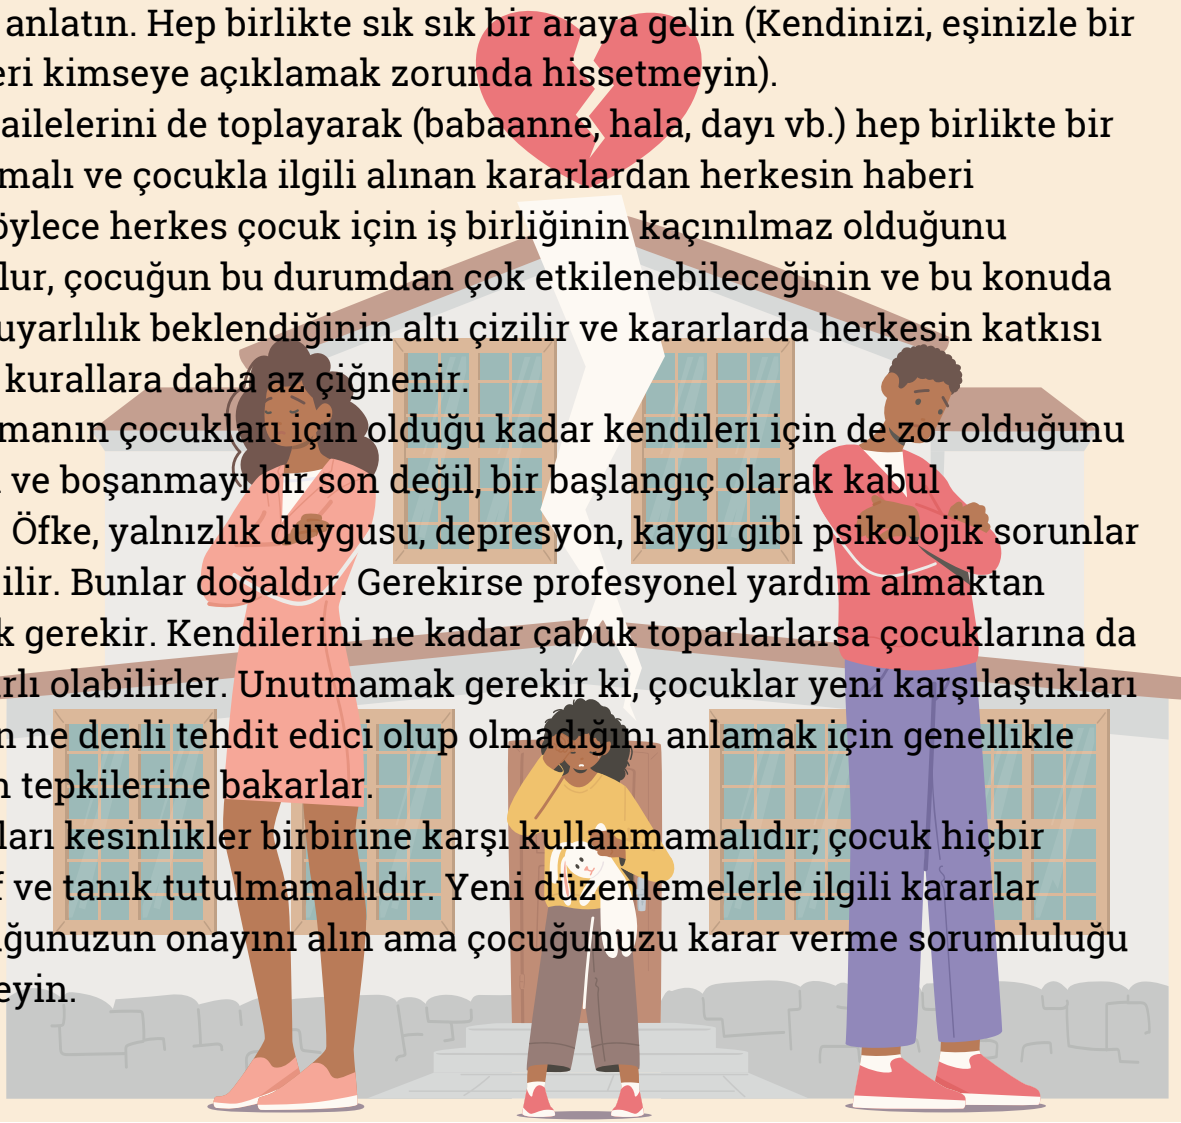 anlatın. Hep birlikte sık sık bir araya gelin (Kendinizi, eşinizle bir
eri kimseye açıklamak zorunda hissetmeyin).
ailelerini de toplayarak (babaanne, hala, dayı vb.) hep birlikte bir
malı ve çocukla ilgili alınan kararlardan herkesin haberi
öylece herkes çocuk için iş birliğinin kaçınılmaz olduğunu
lur, çocuğun bu durumdan çok etkilenebileceğinin ve bu konuda
uyarlılık beklendiğinin altı çizilir ve kararlarda herkesin katkısı
kurallara daha az çiğnenir.
manın çocukları için olduğu kadar kendileri için de zor olduğunu
ve boşanmayı bir son değil, bir başlangıç olarak kabul
Öfke, yalnızlık duygusu, depresyon, kaygı gibi psikolojik sorunlar
ilir. Bunlar doğaldır. Gerekirse profesyonel yardım almaktan
k gerekir. Kendilerini ne kadar çabuk toparlarlarsa çocuklarına da
rlı olabilirler. Unutmamak gerekir ki, çocuklar yeni karşılaştıkları
n ne denli tehdit edici olup olmadığını anlamak için genellikle
n tepkilerine bakarlar.
ları kesinlikler birbirine karşı kullanmamalıdır; çocuk hiçbir
f ve tanık tutulmamalıdır. Yeni düzenlemelerle ilgili kararlar
ğunuzun onayını alın ama çocuğunuzu karar verme sorumluluğu
eyin.